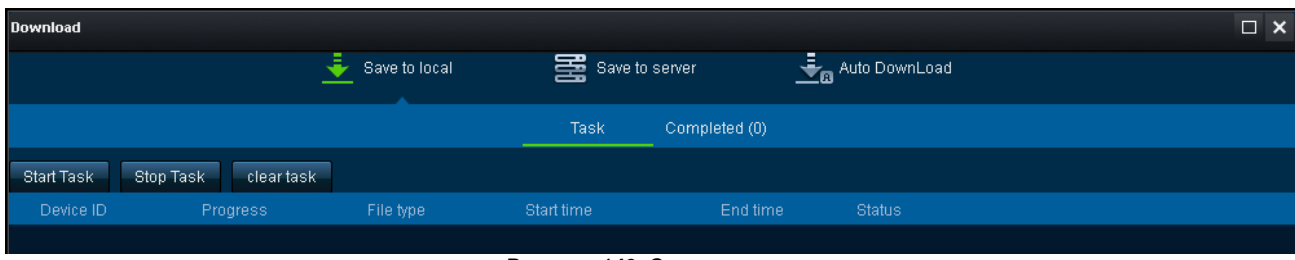 Download
Save to local Save to server Auto DownLoad
Task Completed (0)
Start Task Stop Task clear task
Device ID Progress File type Start time End time Status